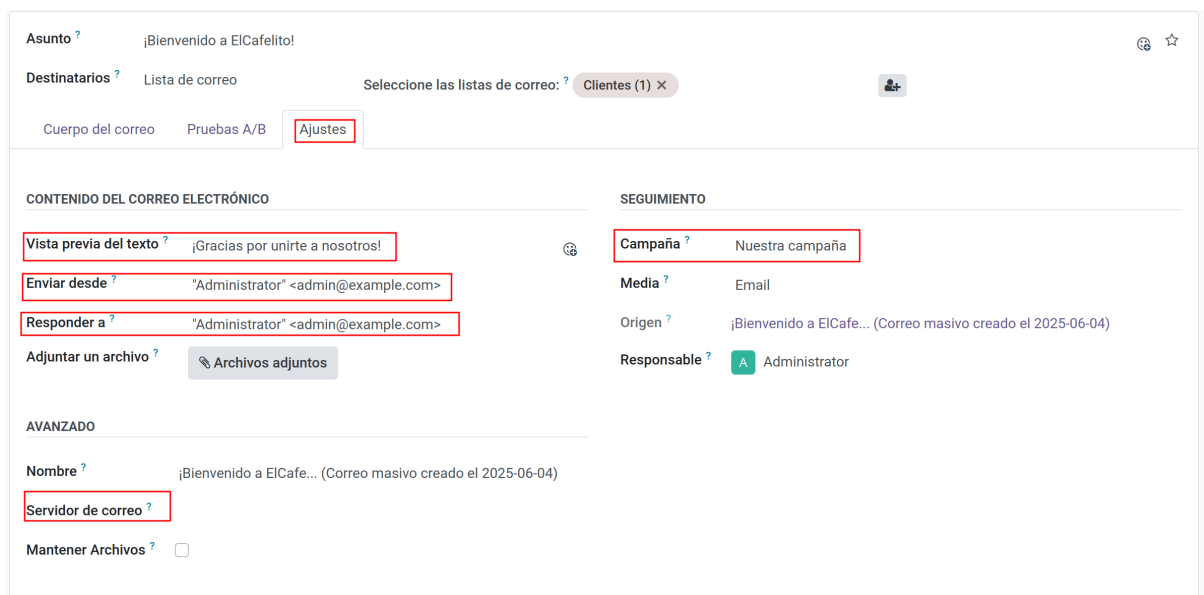 Asunto ? ¡Bienvenido a ElCafelito!
Destinatarios ? Lista de correo Seleccione las listas de correo: ? Clientes (1) ✕
Cuerpo del correo Pruebas A/B Ajustes
CONTENIDO DEL CORREO ELECTRÓNICO
Vista previa del texto ? ¡Gracias por unirte a nosotros!
Enviar desde ? "Administrator" <admin@example.com>
Responder a ? "Administrator" <admin@example.com>
Adjuntar un archivo ? Archivos adjuntos
SEGUIMIENTO
Campaña ? Nuestra campaña
Media ? Email
Origen ? ¡Bienvenido a ElCafe... (Correo masivo creado el 2025-06-04)
Responsable ? A Administrator
AVANZADO
Nombre ? ¡Bienvenido a ElCafe... (Correo masivo creado el 2025-06-04)
Servidor de correo ?
Mantener Archivos ?